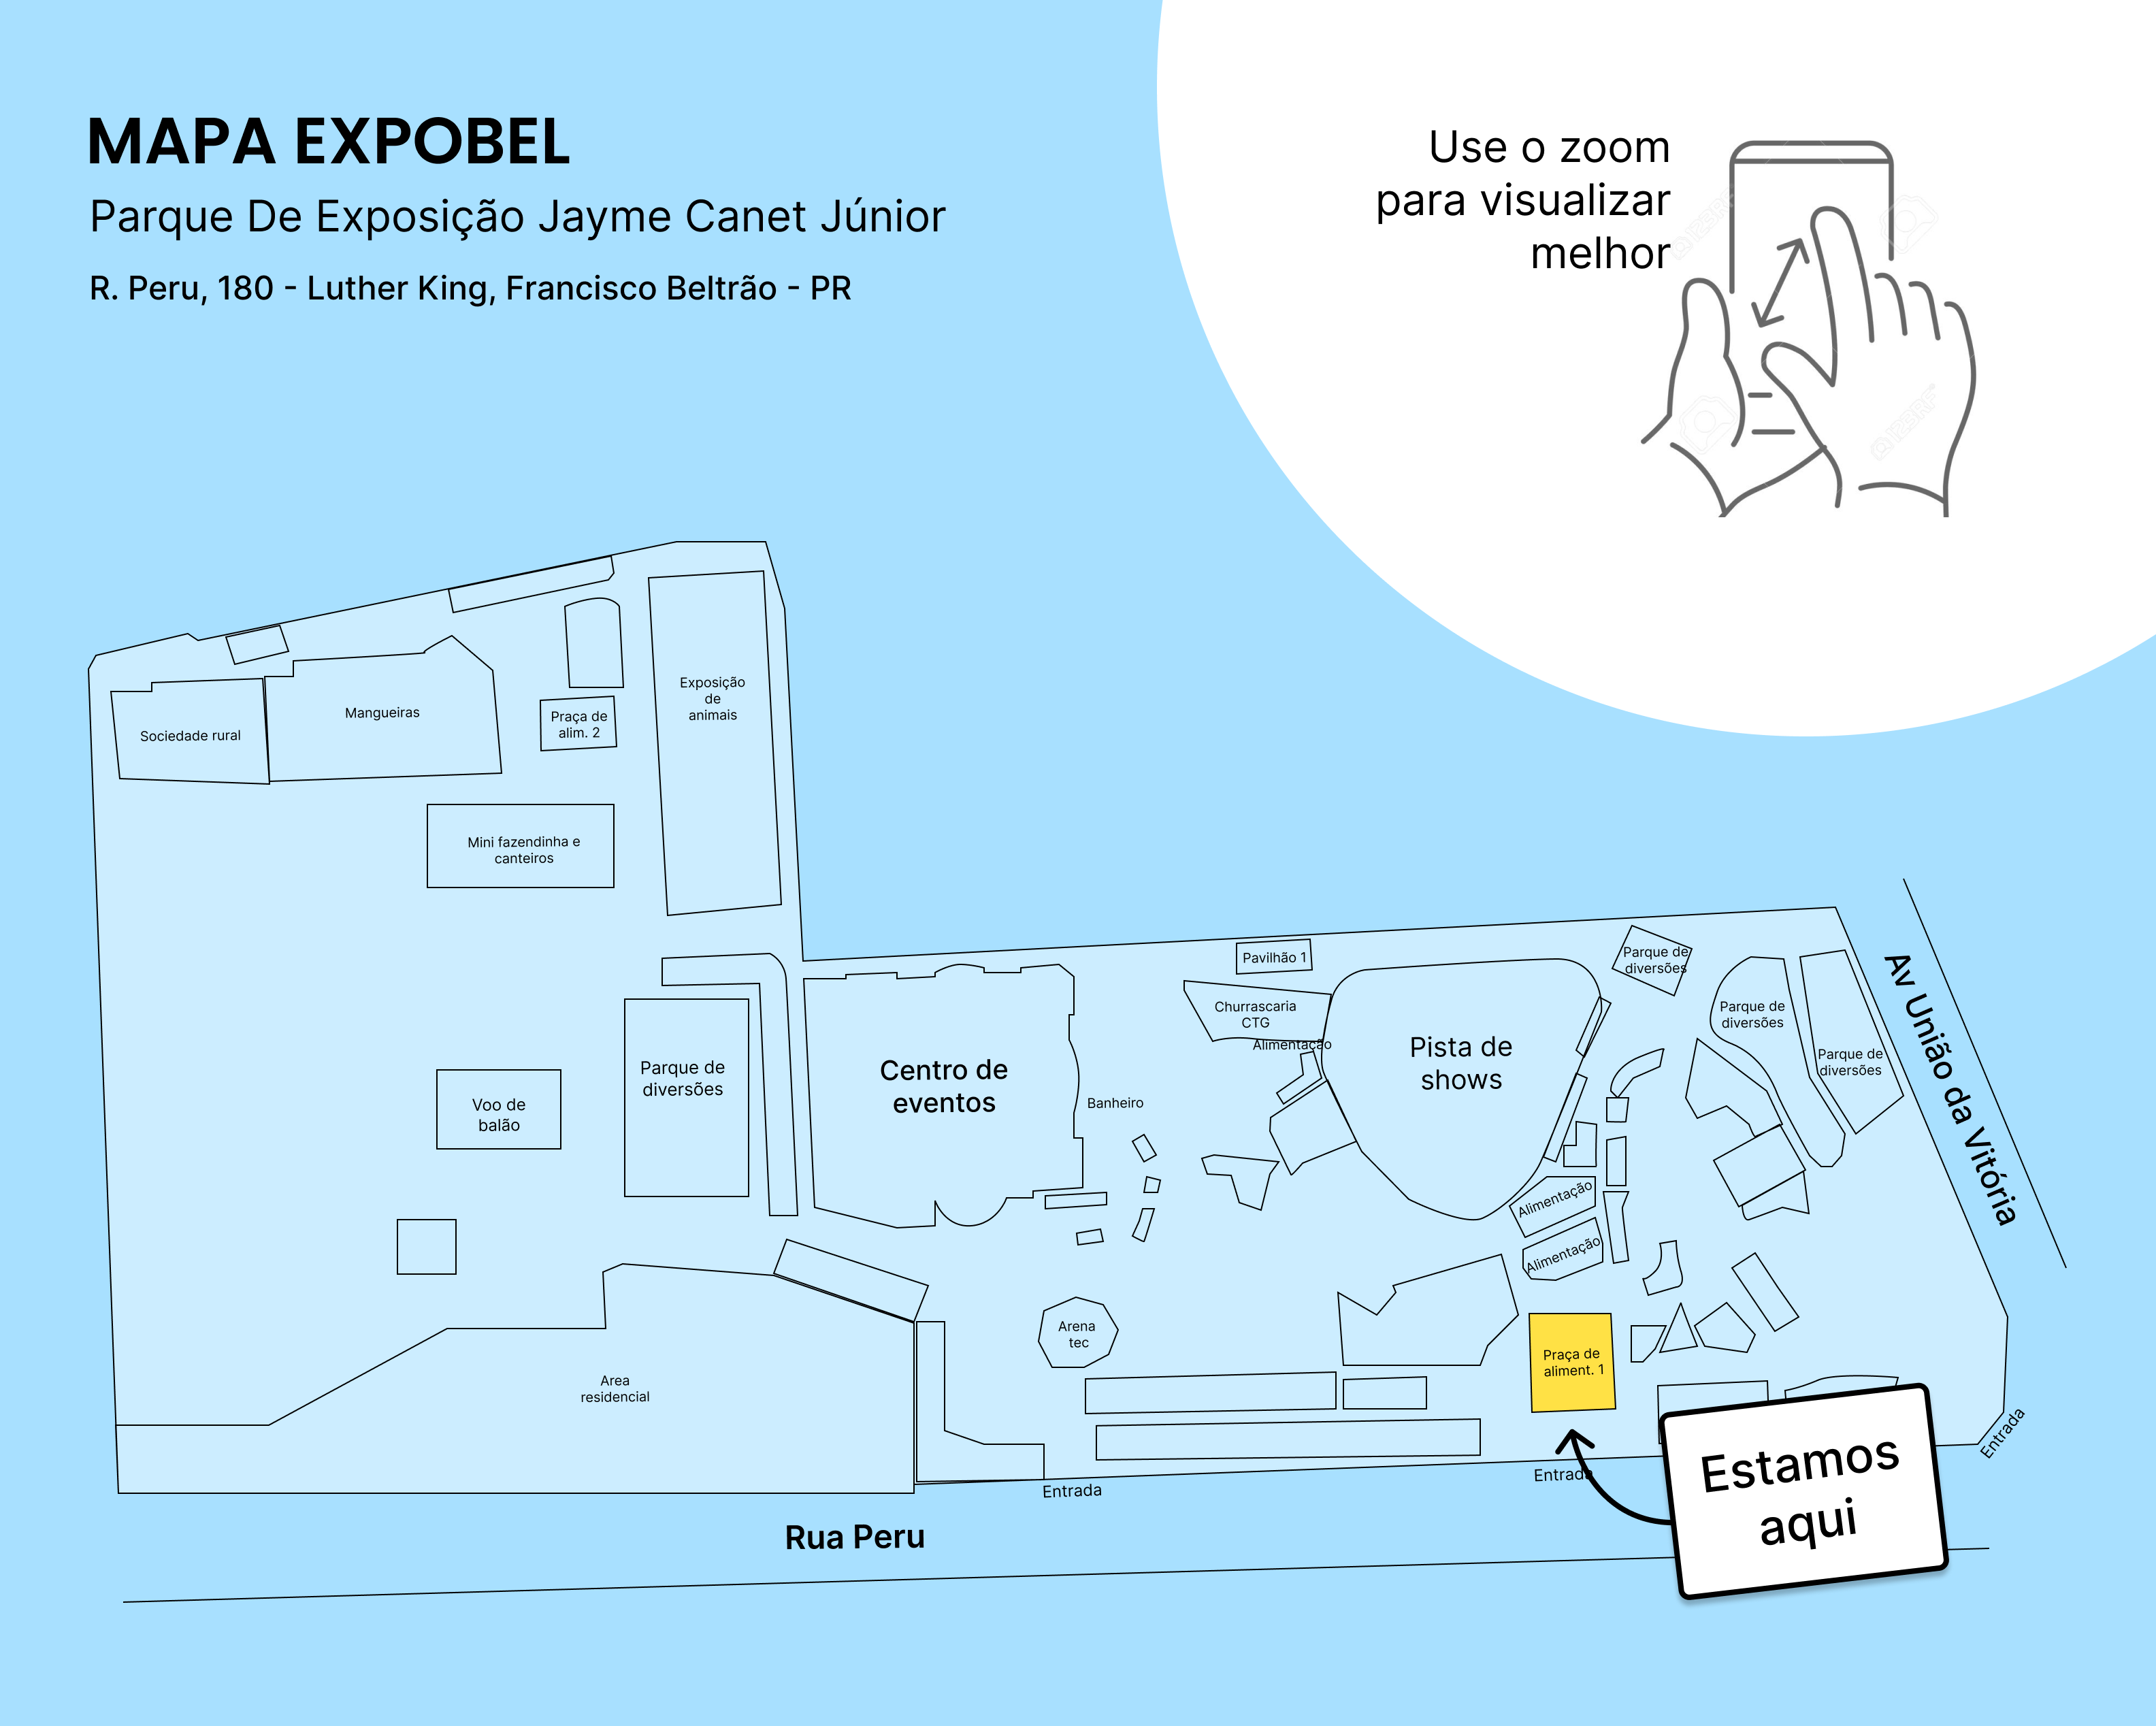 MAPA EXPOBEL
Parque De Exposição Jayme Canet Júnior
R. Peru, 180 - Luther King, Francisco Beltrão - PR
Use o zoom
para visualizar
melhor
123RF
123RF
Sociedade rural
Mangueiras
Praça de
alim. 2
Exposição
de
animais
Mini fazendinha e
canteiros
Voo de
balão
Parque de
diversões
Centro de
eventos
Banheiro
Pavilhão 1
Churrascaria
CTG
Alimentação
Pista de
shows
Parque de
diversões
Parque de
diversões
Parque de
diversões
Av União da Vitória
Alimentação
Alimentação
Arena
tec
Praça de
aliment. 1
Area
residencial
Entrada
Entrada
Entrada
Estamos
aqui
Rua Peru